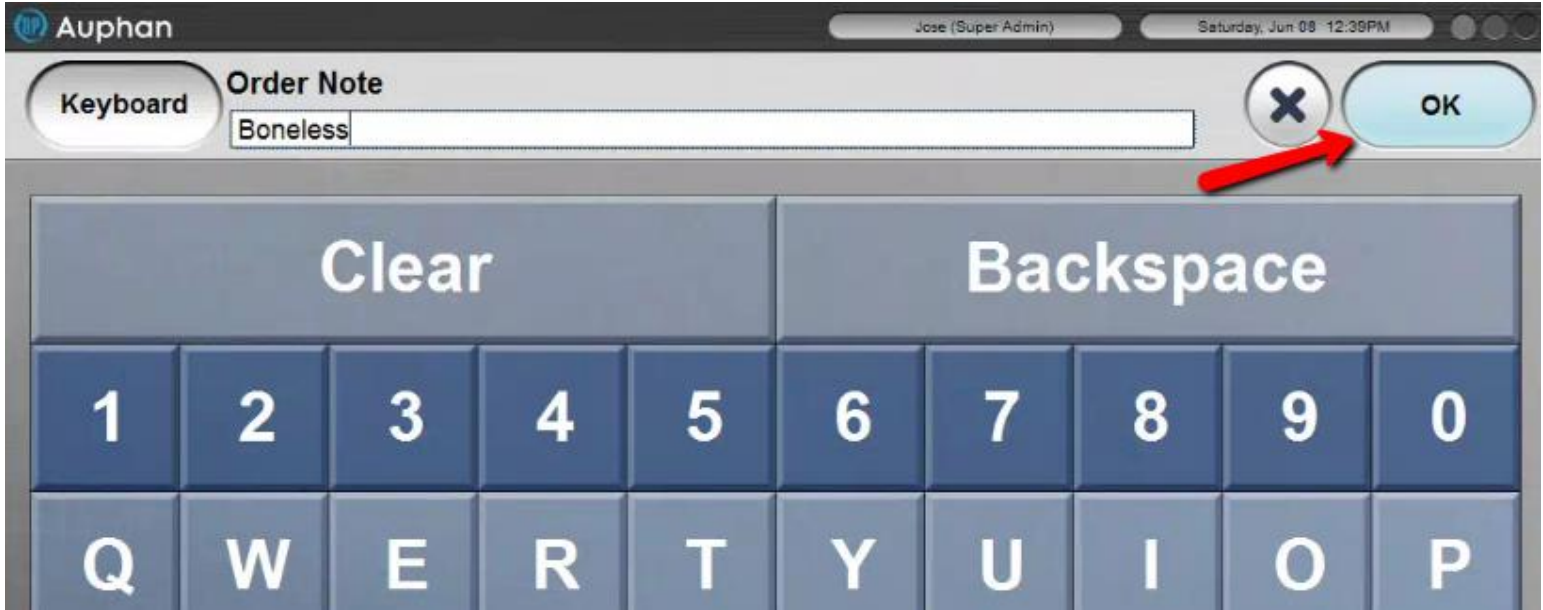 Auphan
Jose (Super Admin)
Saturday, Jun 08 12:39PM
Keyboard
Order Note
Boneless
OK
Clear
Backspace
1 2 3 4 5 6 7 8 9 0
Q W E R T Y U I O P